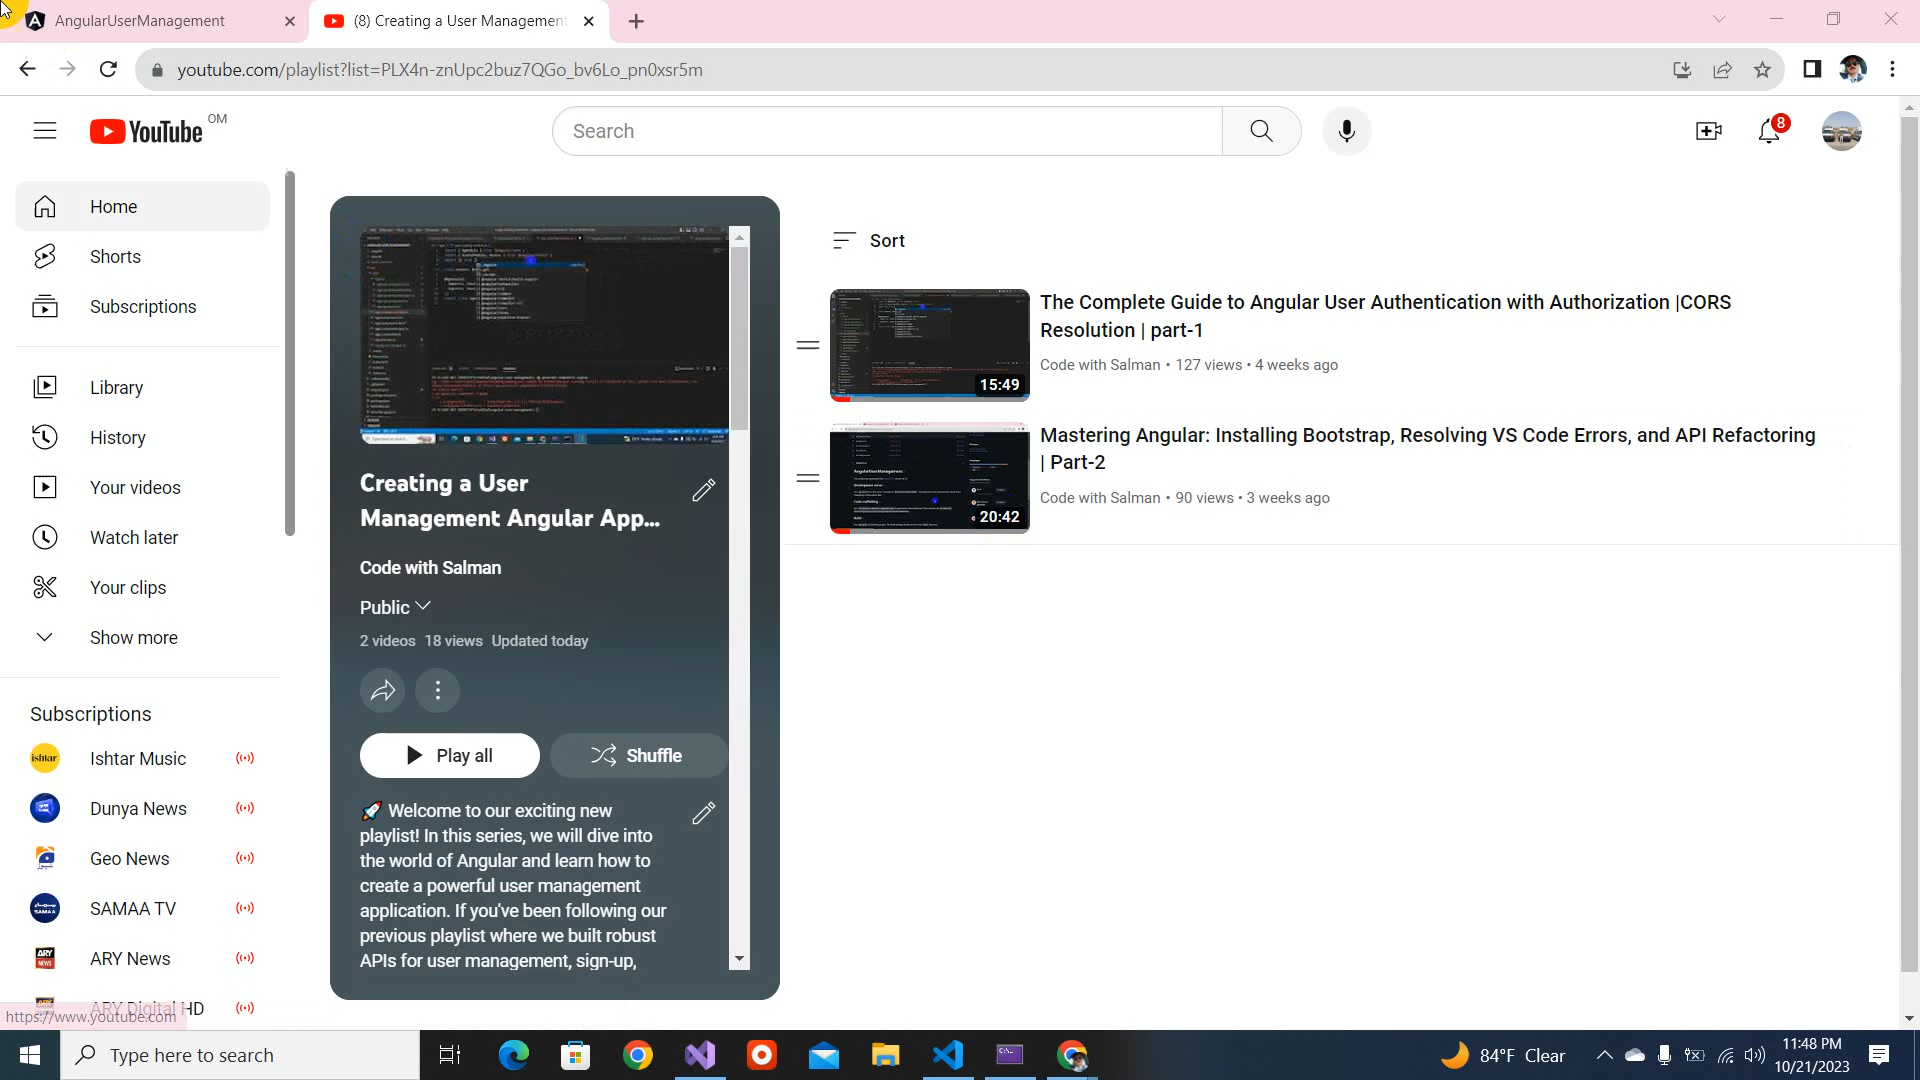 AngularUserManagement
(8) Creating a User Management
youtube.com/playlist?list=PLX4n-znUpc2buz7QGo_bv6Lo_pn0xsr5m
YouTube
OM
Search
8
Home
Shorts
Subscriptions
Library
History
Your videos
Watch later
Your clips
Show more
Subscriptions
Ishtar Music
Dunya News
Geo News
SAMAA TV
ARY News
ARY Digital HD
https://www.youtube.com
Creating a User
Management Angular App...
Code with Salman
Public
2 videos 18 views Updated today
Play all
Shuffle
🚀 Welcome to our exciting new
playlist! In this series, we will dive into
the world of Angular and learn how to
create a powerful user management
application. If you've been following our
previous playlist where we built robust
APIs for user management, sign-up,
Sort
The Complete Guide to Angular User Authentication with Authorization |CORS
Resolution | part-1
Code with Salman • 127 views • 4 weeks ago
15:49
Mastering Angular: Installing Bootstrap, Resolving VS Code Errors, and API Refactoring
| Part-2
Code with Salman • 90 views • 3 weeks ago
20:42
Type here to search
84°F Clear
11:48 PM
10/21/2023